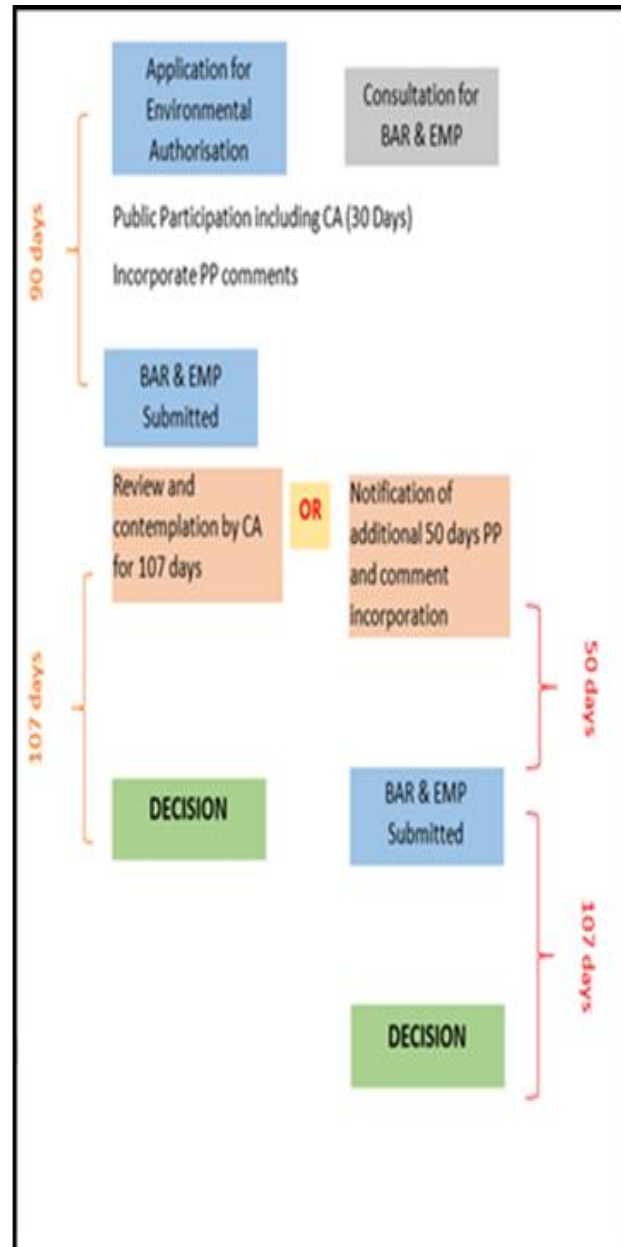 Application for
Environmental
Authorisation
Consultation for
BAR & EMP
90 days
Public Participation including CA (30 Days)
Incorporate PP comments
BAR & EMP
Submitted
Review and
contemplation by CA
for 107 days
OR
Notification of
additional 50 days PP
and comment
incorporation
50 days
107 days
DECISION
BAR & EMP
Submitted
107 days
DECISION